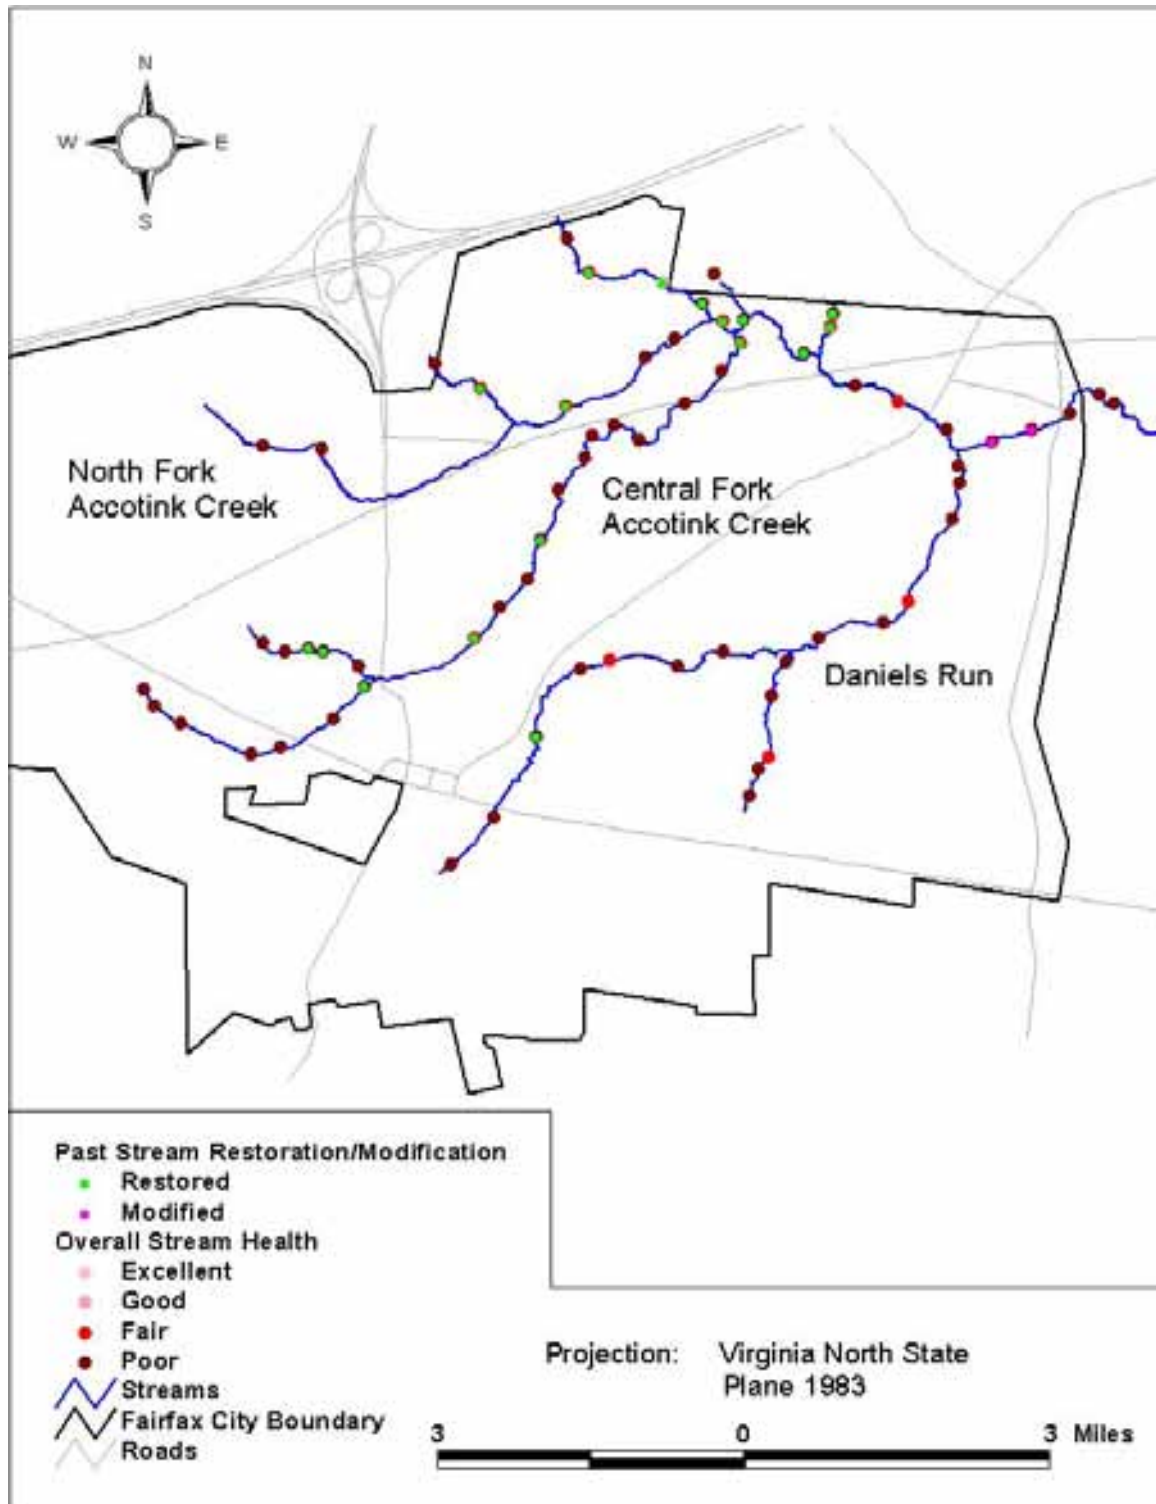 N
W E
S
North Fork
Accotink Creek
Central Fork
Accotink Creek
Daniels Run
Past Stream Restoration/Modification
Restored
Modified
Overall Stream Health
Excellent
Good
Fair
Poor
Streams
Fairfax City Boundary
Roads
Projection: Virginia North State
Plane 1983
3 0 3 Miles